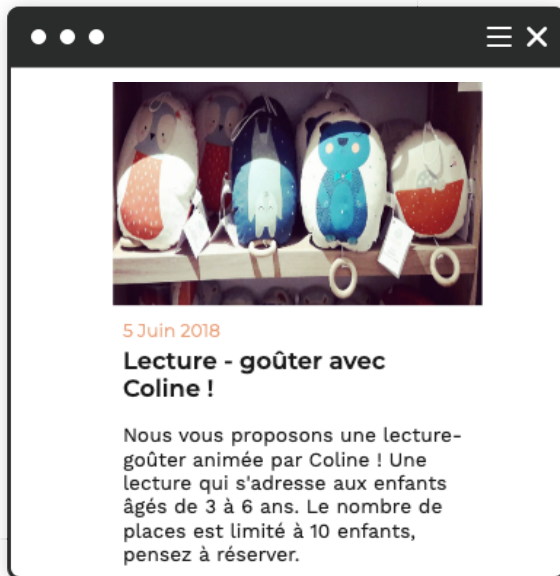 5 Juin 2018
Lecture - goûter avec
Coline !
Nous vous proposons une lecture-
goûter animée par Coline ! Une
lecture qui s'adresse aux enfants
âgés de 3 à 6 ans. Le nombre de
places est limité à 10 enfants,
pensez à réserver.